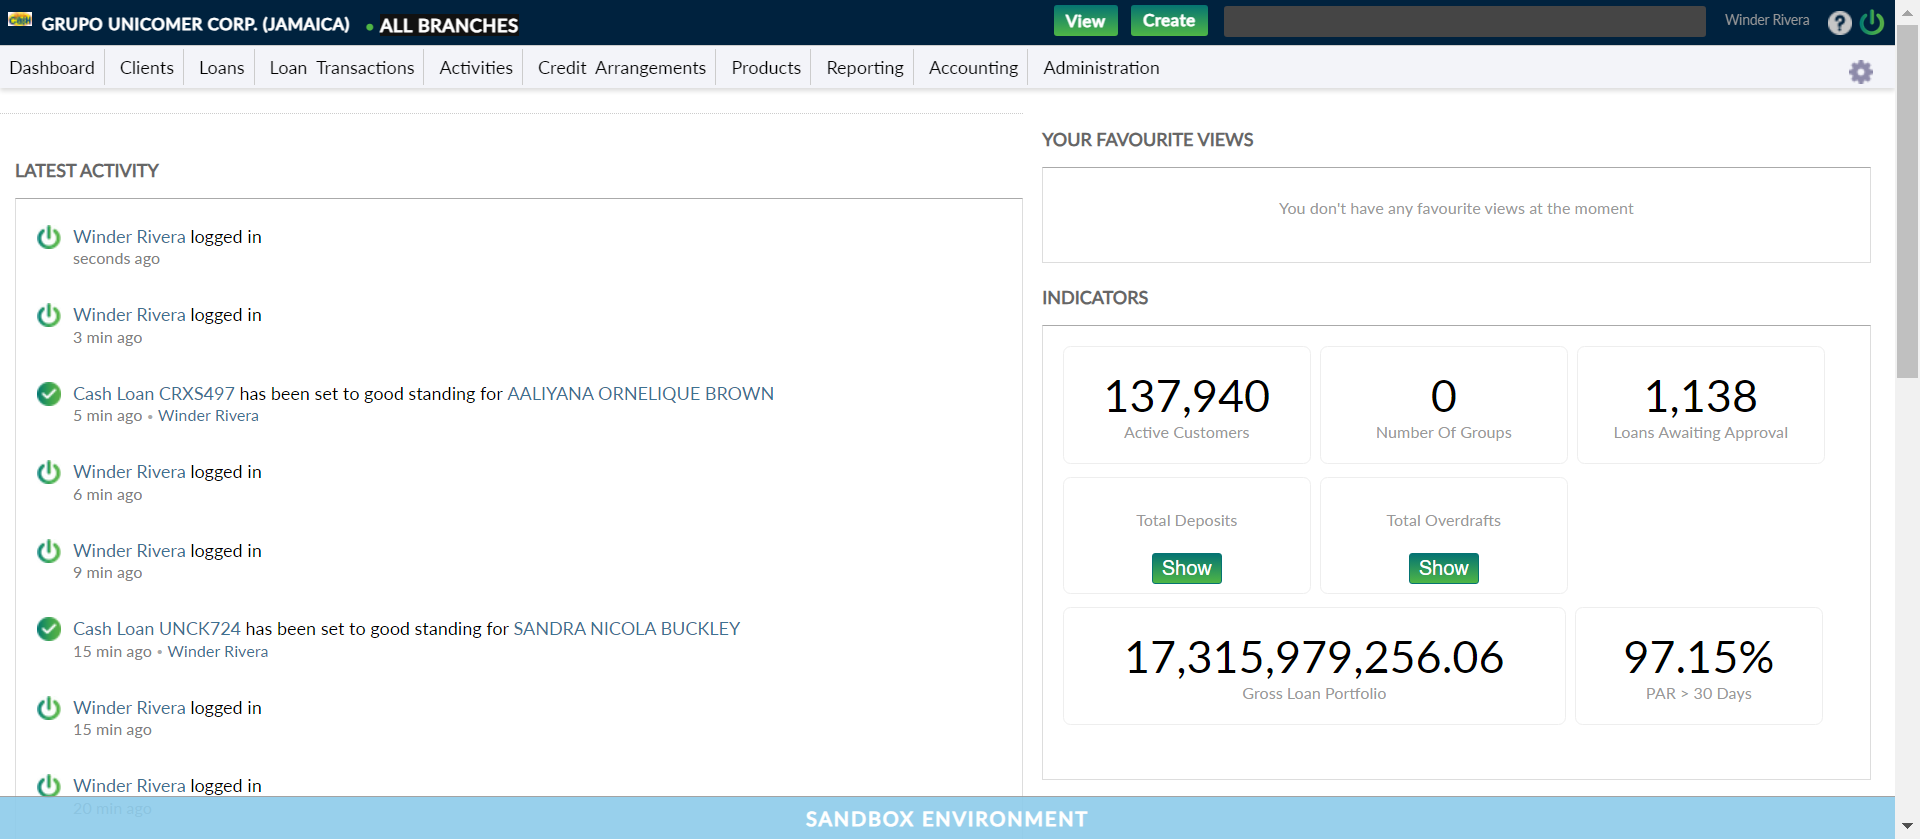 Cash GRUPO UNICOMER CORP. (JAMAICA) • ALL BRANCHES View Create Winder Rivera ?
Dashboard Clients Loans Loan Transactions Activities Credit Arrangements Products Reporting Accounting Administration
LATEST ACTIVITY
Winder Rivera logged in
seconds ago
Winder Rivera logged in
3 min ago
Cash Loan CRXS497 has been set to good standing for AALIYANA ORNELIQUE BROWN
5 min ago • Winder Rivera
Winder Rivera logged in
6 min ago
Winder Rivera logged in
9 min ago
Cash Loan UNCK724 has been set to good standing for SANDRA NICOLA BUCKLEY
15 min ago • Winder Rivera
Winder Rivera logged in
15 min ago
Winder Rivera logged in
20 min ago
YOUR FAVOURITE VIEWS
You don't have any favourite views at the moment
INDICATORS
137,940
Active Customers
0
Number Of Groups
1,138
Loans Awaiting Approval
Total Deposits
Show
Total Overdrafts
Show
17,315,979,256.06
Gross Loan Portfolio
97.15%
PAR > 30 Days
SANDBOX ENVIRONMENT